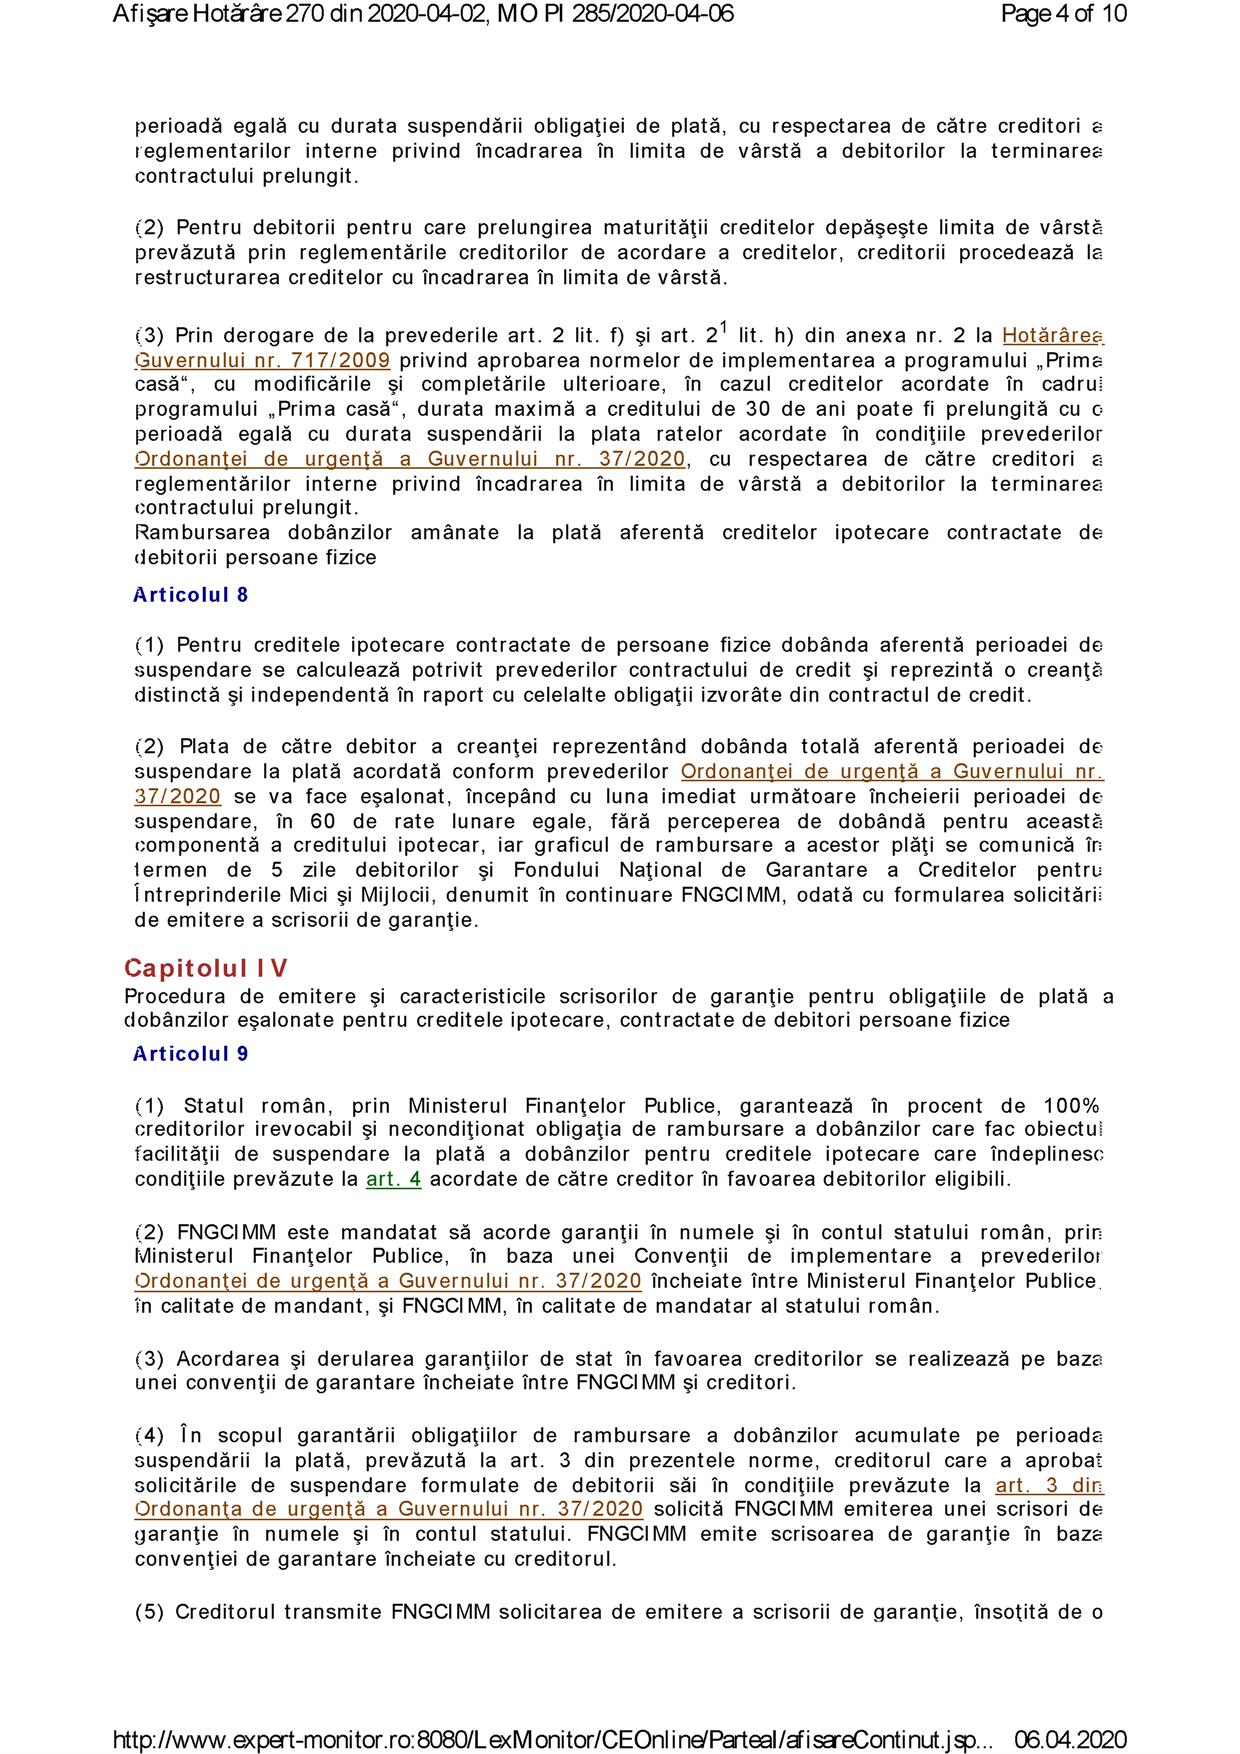 Afişare Hotărâre 270 din 2020-04-02, MO PI 285/2020-04-06 Page 4 of 10
perioadă egală cu durata suspendării obligaţiei de plată, cu respectarea de către creditori a
reglementarilor interne privind încadrarea în limita de vârstă a debitorilor la terminarea
contractului prelungit.
(2) Pentru debitorii pentru care prelungirea maturităţii creditelor depăşeşte limita de vârstă
prevăzută prin reglementările creditorilor de acordare a creditelor, creditorii procedează la
restructurarea creditelor cu încadrarea în limita de vârstă.
(3) Prin derogare de la prevederile art. 2 lit. f) şi art. 2¹ lit. h) din anexa nr. 2 la Hotărârea
Guvernului nr. 717/2009 privind aprobarea normelor de implementarea a programului „Prima
casă“, cu modificările şi completările ulterioare, în cazul creditelor acordate în cadrul
programului „Prima casă“, durata maximă a creditului de 30 de ani poate fi prelungită cu o
perioadă egală cu durata suspendării la plata ratelor acordate în condiţiile prevederilor
Ordonanţei de urgenţă a Guvernului nr. 37/2020, cu respectarea de către creditori a
reglementărilor interne privind încadrarea în limita de vârstă a debitorilor la terminarea
contractului prelungit.
Rambursarea dobânzilor amânate la plată aferentă creditelor ipotecare contractate de
debitorii persoane fizice
Articolul 8
(1) Pentru creditele ipotecare contractate de persoane fizice dobânda aferentă perioadei de
suspendare se calculează potrivit prevederilor contractului de credit şi reprezintă o creanţă
distinctă şi independentă în raport cu celelalte obligaţii izvorâte din contractul de credit.
(2) Plata de către debitor a creanţei reprezentând dobânda totală aferentă perioadei de
suspendare la plată acordată conform prevederilor Ordonanţei de urgenţă a Guvernului nr.
37/2020 se va face eşalonat, începând cu luna imediat următoare încheierii perioadei de
suspendare, în 60 de rate lunare egale, fără perceperea de dobândă pentru această
componentă a creditului ipotecar, iar graficul de rambursare a acestor plăţi se comunică în
termen de 5 zile debitorilor şi Fondului Naţional de Garantare a Creditelor pentru
Întreprinderile Mici şi Mijlocii, denumit în continuare FNGCIMM, odată cu formularea solicitării
de emitere a scrisorii de garanţie.
Capitolul IV
Procedura de emitere şi caracteristicile scrisorilor de garanţie pentru obligaţiile de plată a
dobânzilor eşalonate pentru creditele ipotecare, contractate de debitori persoane fizice
Articolul 9
(1) Statul român, prin Ministerul Finanţelor Publice, garantează în procent de 100%
creditorilor irevocabil şi necondiţionat obligaţia de rambursare a dobânzilor care fac obiectul
facilităţii de suspendare la plată a dobânzilor pentru creditele ipotecare care îndeplinesc
condiţiile prevăzute la art. 4 acordate de către creditor în favoarea debitorilor eligibili.
(2) FNGCIMM este mandatat să acorde garanţii în numele şi în contul statului român, prin
Ministerul Finanţelor Publice, în baza unei Convenţii de implementare a prevederilor
Ordonanţei de urgenţă a Guvernului nr. 37/2020 încheiate între Ministerul Finanţelor Publice,
în calitate de mandant, şi FNGCIMM, în calitate de mandatar al statului român.
(3) Acordarea şi derularea garanţiilor de stat în favoarea creditorilor se realizează pe baza
unei convenţii de garantare încheiate între FNGCIMM şi creditori.
(4) În scopul garantării obligaţiilor de rambursare a dobânzilor acumulate pe perioada
suspendării la plată, prevăzută la art. 3 din prezentele norme, creditorul care a aprobat
solicitările de suspendare formulate de debitorii săi în condiţiile prevăzute la art. 3 din
Ordonanţa de urgenţă a Guvernului nr. 37/2020 solicită FNGCIMM emiterea unei scrisori de
garanţie în numele şi în contul statului. FNGCIMM emite scrisoarea de garanţie în baza
convenţiei de garantare încheiate cu creditorul.
(5) Creditorul transmite FNGCIMM solicitarea de emitere a scrisorii de garanţie, însoţită de o
http://www.expert-monitor.ro:8080/LexMonitor/CEOnline/ParteaI/afisareContinut.jsp... 06.04.2020